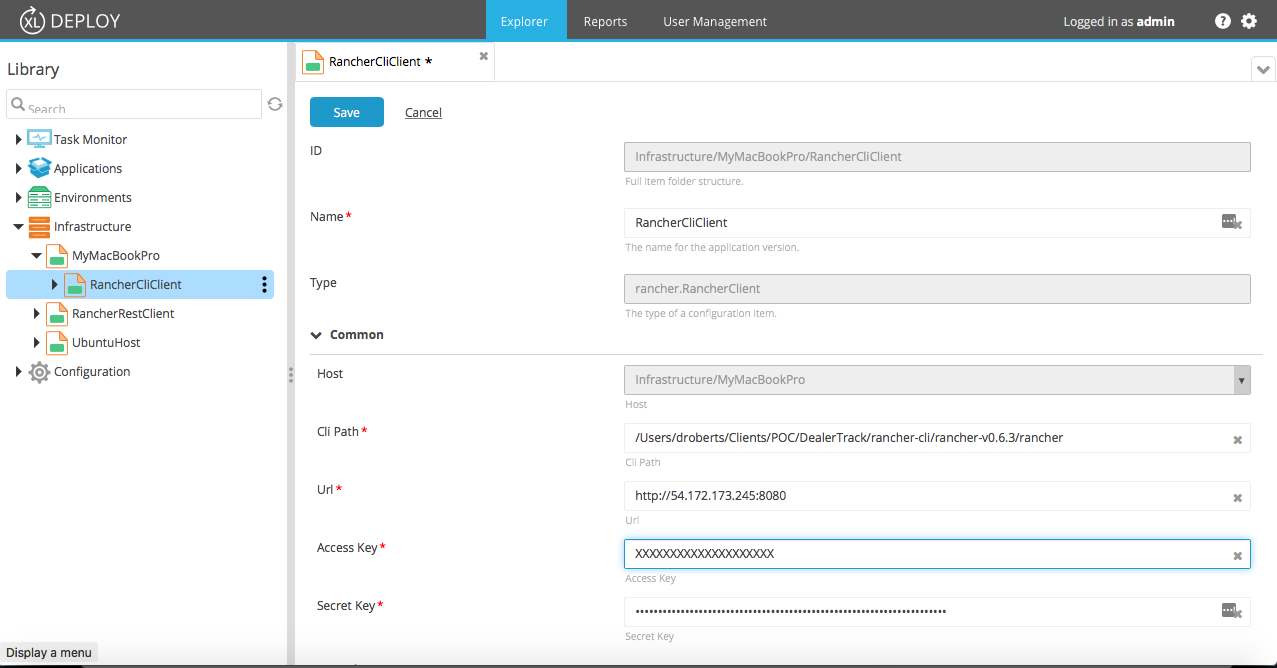 XL DEPLOY
Explorer
Reports
User Management
Logged in as admin
?
Library
Search
Task Monitor
Applications
Environments
Infrastructure
MyMacBookPro
RancherCliClient
RancherRestClient
UbuntuHost
Configuration
Display a menu
RancherCliClient *
Save
Cancel
ID
Infrastructure/MyMacBookPro/RancherCliClient
Full item folder structure.
Name*
RancherCliClient
The name for the application version.
Type
rancher.RancherClient
The type of a configuration item.
Common
Host
Infrastructure/MyMacBookPro
Host
Cli Path*
/Users/droberts/Clients/POC/DealerTrack/rancher-cli/rancher-v0.6.3/rancher
Cli Path
Url*
http://54.172.173.245:8080
Url
Access Key*
XXXXXXXXXXXXXXXXXXXX
Access Key
Secret Key*
Secret Key